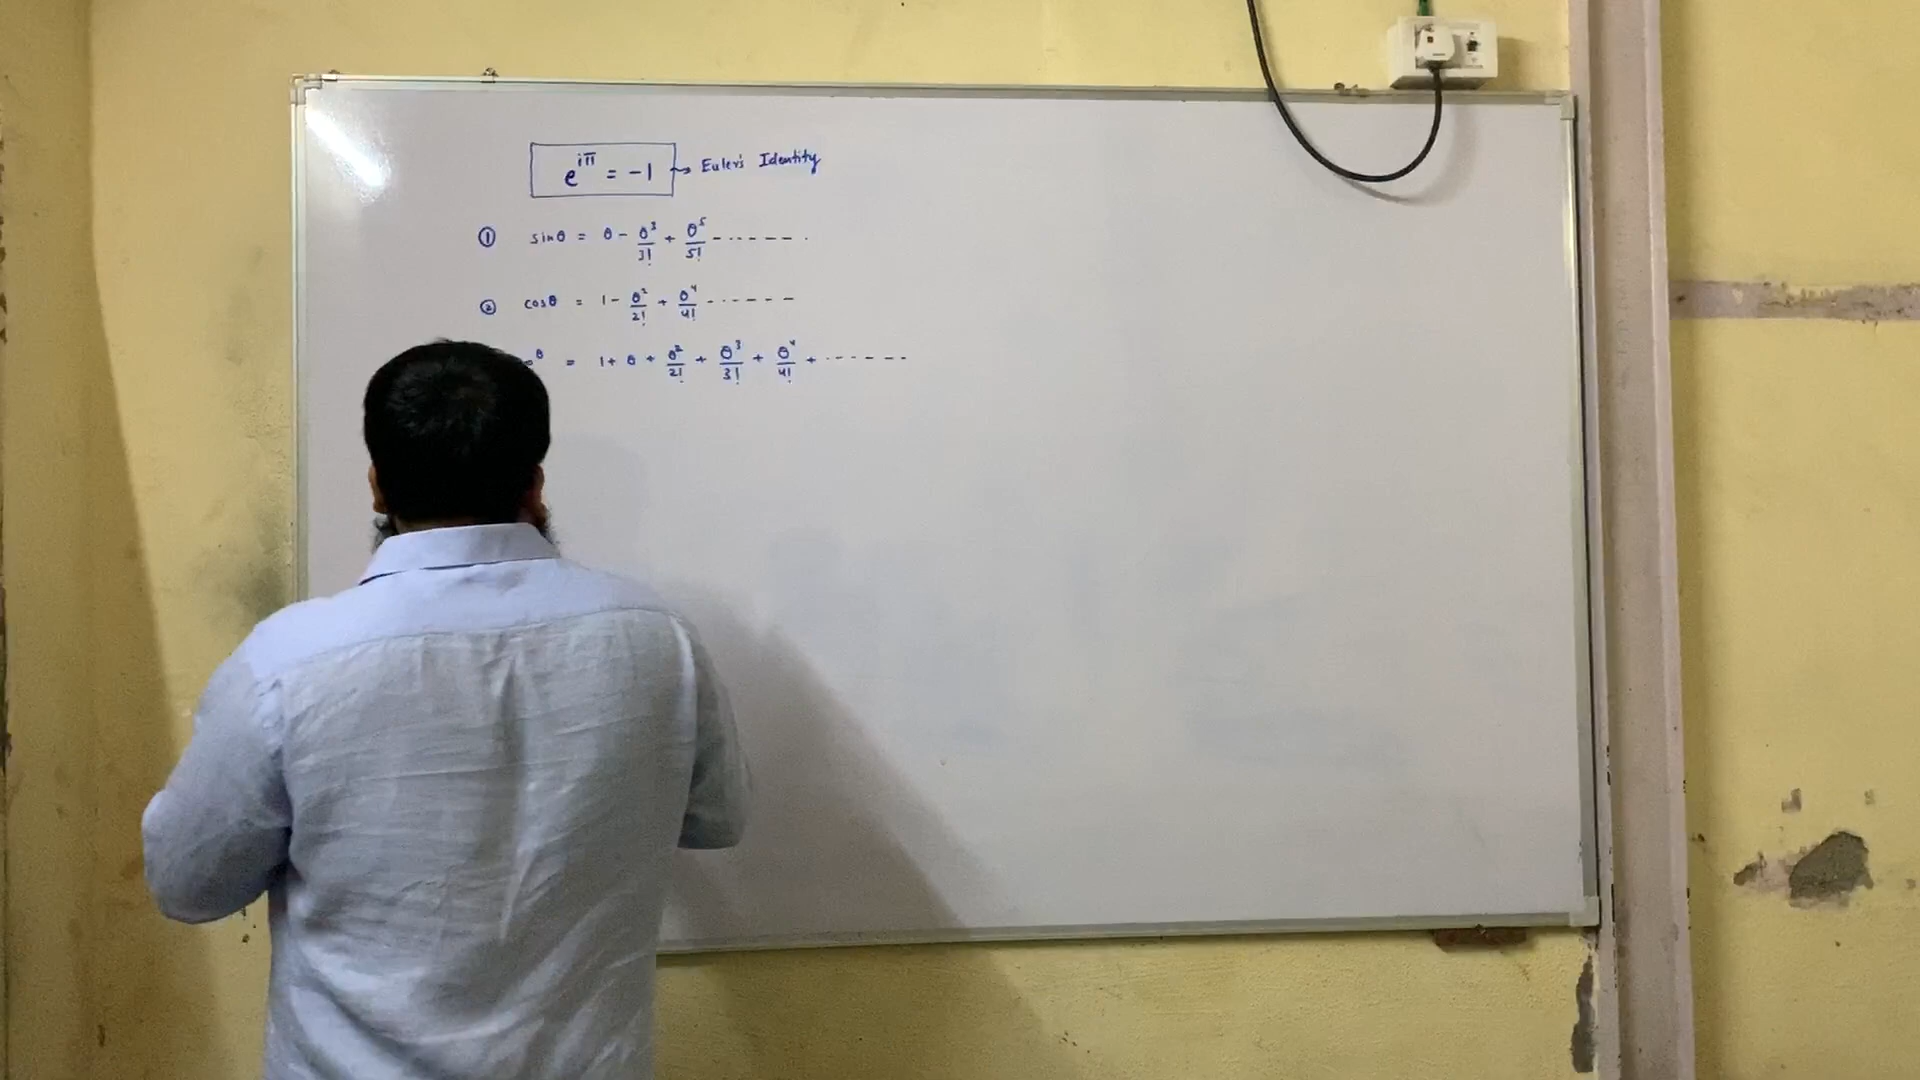 e^{iπ} = -1 → Euler's Identity
① sinθ = θ - θ³/3! + θ⁵/5! - ------ .
② cosθ = 1 - θ²/2! + θ⁴/4! - ------
^θ = 1 + θ + θ²/2! + θ³/3! + θ⁴/4! + ------